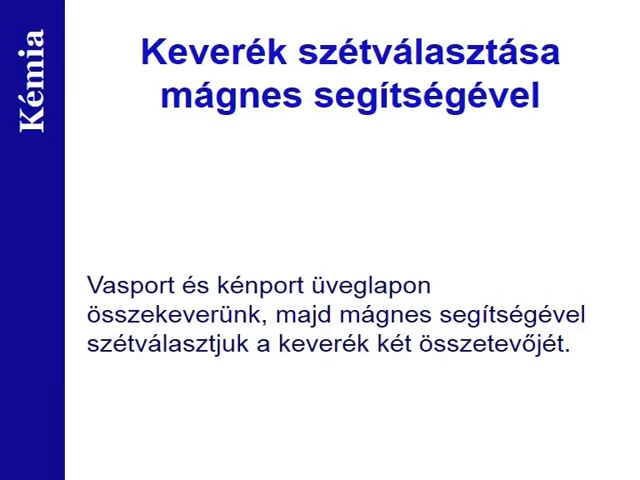 Kémia
Keverék szétválasztása
mágnes segítségével
Vasport és kénport üveglapon
összekeverünk, majd mágnes segítségével
szétválasztjuk a keverék két összetevőjét.